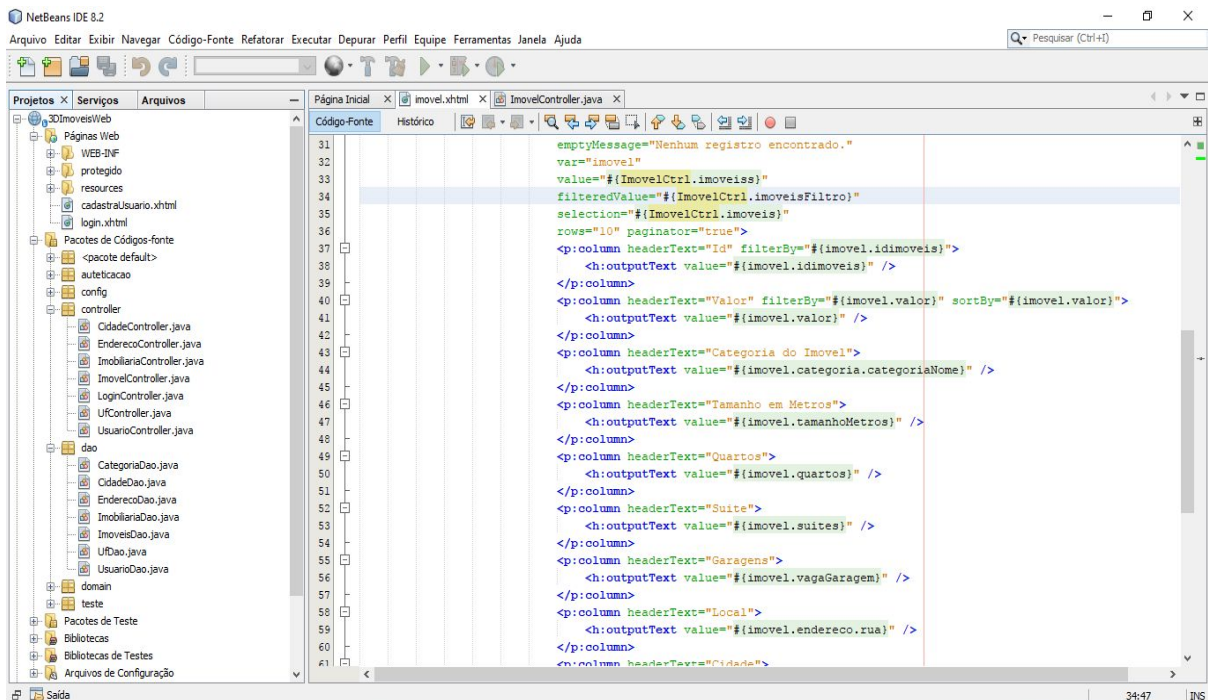 NetBeans IDE 8.2
Arquivo Editar Exibir Navegar Código-Fonte Refatorar Executar Depurar Perfil Equipe Ferramentas Janela Ajuda
Pesquisar (Ctrl+I)
Projetos Serviços Arquivos
3DImoveisWeb
Páginas Web
WEB-INF
protegido
resources
cadastraUsuario.xhtml
login.xhtml
Pacotes de Códigos-fonte
<pacote default>
auteticacao
config
controller
CidadeController.java
EnderecoController.java
ImobiliariaController.java
ImovelController.java
LoginController.java
UfController.java
UsuarioController.java
dao
CategoriaDao.java
CidadeDao.java
EnderecoDao.java
ImobiliariaDao.java
ImoveisDao.java
UfDao.java
UsuarioDao.java
domain
teste
Pacotes de Teste
Bibliotecas
Bibliotecas de Testes
Arquivos de Configuração
Página Inicial imovel.xhtml ImovelController.java
Código-Fonte Histórico
31 emptyMessage="Nenhum registro encontrado."
32 var="imovel"
33 value="#{ImovelCtrl.imoveiss}"
34 filteredValue="#{ImovelCtrl.imoveisFiltro}"
35 selection="#{ImovelCtrl.imoveis}"
36 rows="10" paginator="true">
37 <p:column headerText="Id" filterBy="#{imovel.idimoveis}">
38 <h:outputText value="#{imovel.idimoveis}" />
39 </p:column>
40 <p:column headerText="Valor" filterBy="#{imovel.valor}" sortBy="#{imovel.valor}">
41 <h:outputText value="#{imovel.valor}" />
42 </p:column>
43 <p:column headerText="Categoria do Imovel">
44 <h:outputText value="#{imovel.categoria.categoriaNome}" />
45 </p:column>
46 <p:column headerText="Tamanho em Metros">
47 <h:outputText value="#{imovel.tamanhoMetros}" />
48 </p:column>
49 <p:column headerText="Quartos">
50 <h:outputText value="#{imovel.quartos}" />
51 </p:column>
52 <p:column headerText="Suite">
53 <h:outputText value="#{imovel.suites}" />
54 </p:column>
55 <p:column headerText="Garagens">
56 <h:outputText value="#{imovel.vagaGaragem}" />
57 </p:column>
58 <p:column headerText="Local">
59 <h:outputText value="#{imovel.endereco.rua}" />
60 </p:column>
61 <p:column headerText="Cidade">
Saída
34:47 INS